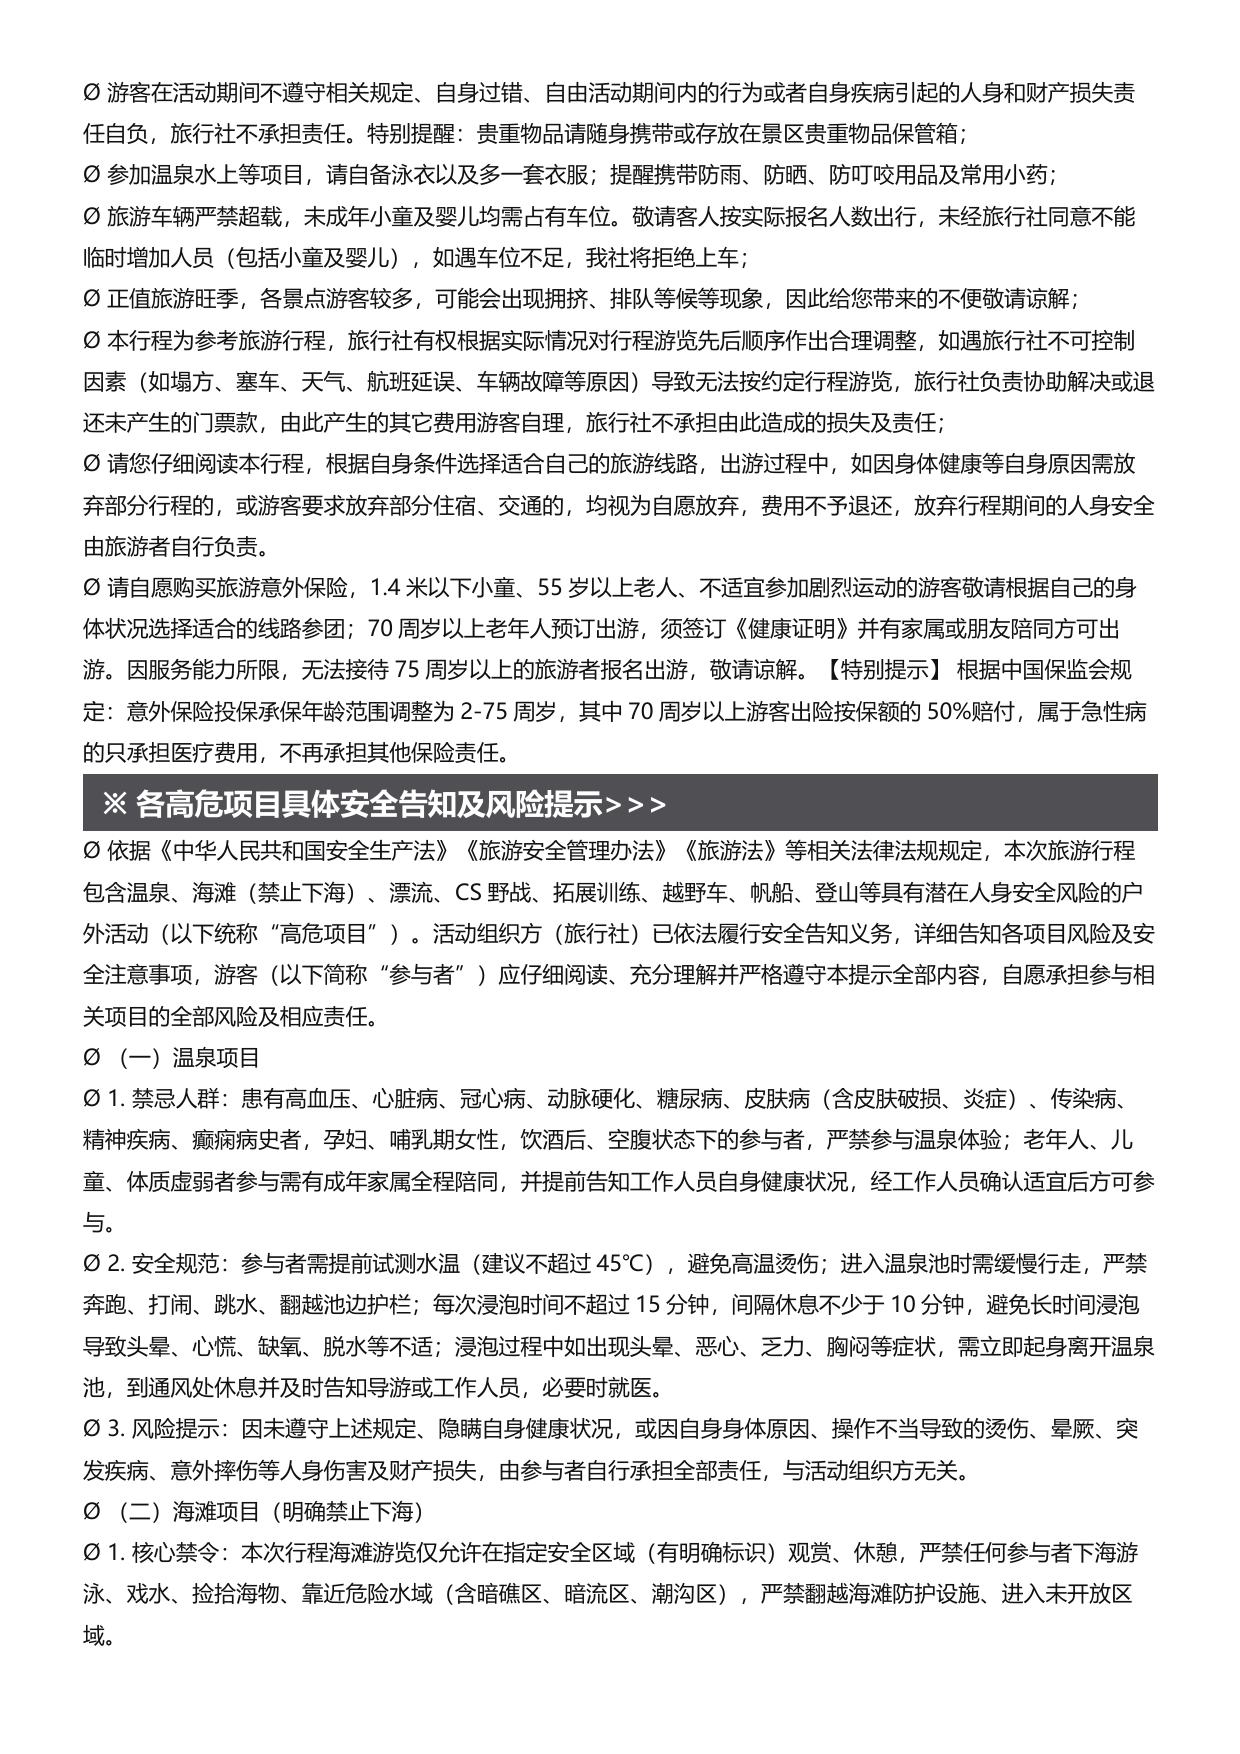 Ø 游客在活动期间不遵守相关规定、自身过错、自由活动期间内的行为或者自身疾病引起的人身和财产损失责
任自负，旅行社不承担责任。特别提醒：贵重物品请随身携带或存放在景区贵重物品保管箱；
Ø 参加温泉水上等项目，请自备泳衣以及多一套衣服；提醒携带防雨、防晒、防叮咬用品及常用小药；
Ø 旅游车辆严禁超载，未成年小童及婴儿均需占有车位。敬请客人按实际报名人数出行，未经旅行社同意不能
临时增加人员（包括小童及婴儿），如遇车位不足，我社将拒绝上车；
Ø 正值旅游旺季，各景点游客较多，可能会出现拥挤、排队等候等现象，因此给您带来的不便敬请谅解；
Ø 本行程为参考旅游行程，旅行社有权根据实际情况对行程游览先后顺序作出合理调整，如遇旅行社不可控制
因素（如塌方、塞车、天气、航班延误、车辆故障等原因）导致无法按约定行程游览，旅行社负责协助解决或退
还未产生的门票款，由此产生的其它费用游客自理，旅行社不承担由此造成的损失及责任；
Ø 请您仔细阅读本行程，根据自身条件选择适合自己的旅游线路，出游过程中，如因身体健康等自身原因需放
弃部分行程的，或游客要求放弃部分住宿、交通的，均视为自愿放弃，费用不予退还，放弃行程期间的人身安全
由旅游者自行负责。
Ø 请自愿购买旅游意外保险，1.4 米以下小童、55 岁以上老人、不适宜参加剧烈运动的游客敬请根据自己的身
体状况选择适合的线路参团；70 周岁以上老年人预订出游，须签订《健康证明》并有家属或朋友陪同方可出
游。因服务能力所限，无法接待 75 周岁以上的旅游者报名出游，敬请谅解。【特别提示】 根据中国保监会规
定：意外保险投保承保年龄范围调整为 2-75 周岁，其中 70 周岁以上游客出险按保额的 50%赔付，属于急性病
的只承担医疗费用，不再承担其他保险责任。
※ 各高危项目具体安全告知及风险提示>>>
Ø 依据《中华人民共和国安全生产法》《旅游安全管理办法》《旅游法》等相关法律法规规定，本次旅游行程
包含温泉、海滩（禁止下海）、漂流、CS 野战、拓展训练、越野车、帆船、登山等具有潜在人身安全风险的户
外活动（以下统称“高危项目”）。活动组织方（旅行社）已依法履行安全告知义务，详细告知各项目风险及安
全注意事项，游客（以下简称“参与者”）应仔细阅读、充分理解并严格遵守本提示全部内容，自愿承担参与相
关项目的全部风险及相应责任。
Ø （一）温泉项目
Ø 1. 禁忌人群：患有高血压、心脏病、冠心病、动脉硬化、糖尿病、皮肤病（含皮肤破损、炎症）、传染病、
精神疾病、癫痫病史者，孕妇、哺乳期女性，饮酒后、空腹状态下的参与者，严禁参与温泉体验；老年人、儿
童、体质虚弱者参与需有成年家属全程陪同，并提前告知工作人员自身健康状况，经工作人员确认适宜后方可参
与。
Ø 2. 安全规范：参与者需提前试测水温（建议不超过 45℃），避免高温烫伤；进入温泉池时需缓慢行走，严禁
奔跑、打闹、跳水、翻越池边护栏；每次浸泡时间不超过 15 分钟，间隔休息不少于 10 分钟，避免长时间浸泡
导致头晕、心慌、缺氧、脱水等不适；浸泡过程中如出现头晕、恶心、乏力、胸闷等症状，需立即起身离开温泉
池，到通风处休息并及时告知导游或工作人员，必要时就医。
Ø 3. 风险提示：因未遵守上述规定、隐瞒自身健康状况，或因自身身体原因、操作不当导致的烫伤、晕厥、突
发疾病、意外摔伤等人身伤害及财产损失，由参与者自行承担全部责任，与活动组织方无关。
Ø （二）海滩项目（明确禁止下海）
Ø 1. 核心禁令：本次行程海滩游览仅允许在指定安全区域（有明确标识）观赏、休憩，严禁任何参与者下海游
泳、戏水、捡拾海物、靠近危险水域（含暗礁区、暗流区、潮沟区），严禁翻越海滩防护设施、进入未开放区
域。